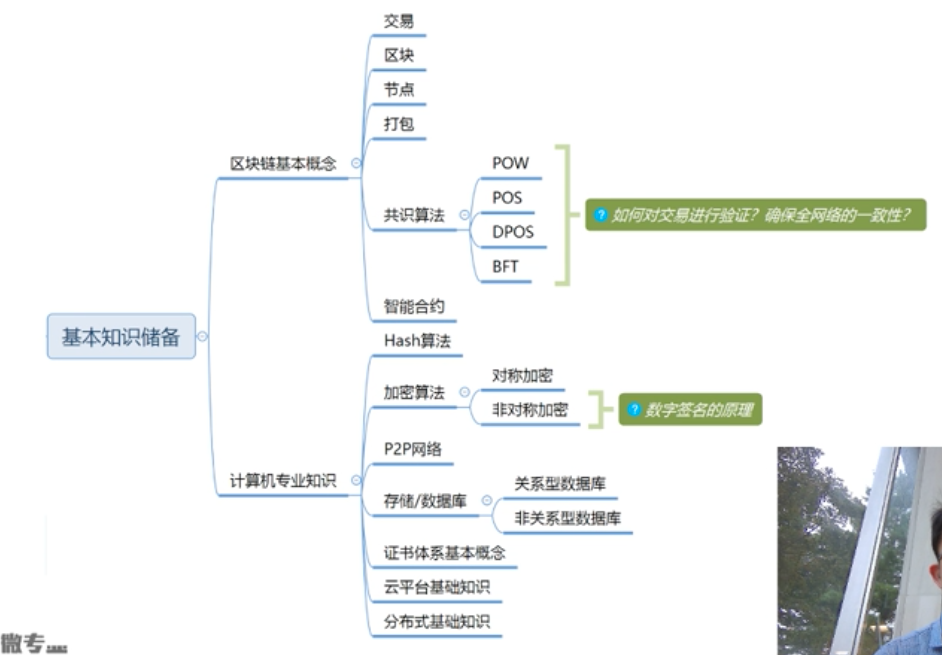 交易
区块
节点
打包
区块链基本概念
POW
POS
共识算法
如何对交易进行验证？确保全网络的一致性？
DPOS
BFT
智能合约
基本知识储备
Hash算法
对称加密
加密算法
非对称加密
数字签名的原理
P2P网络
计算机专业知识
关系型数据库
存储/数据库
非关系型数据库
证书体系基本概念
云平台基础知识
分布式基础知识
微专